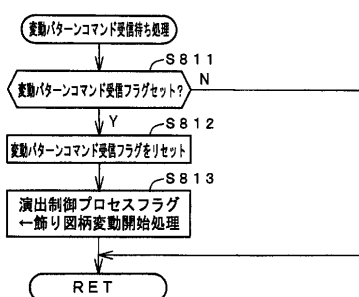 変動パターンコマンド受信待ち処理
S811
変動パターンコマンド受信フラグセット?
N
Y
S812
変動パターンコマンド受信フラグをリセット
S813
演出制御プロセスフラグ
←飾り図柄変動開始処理
RET